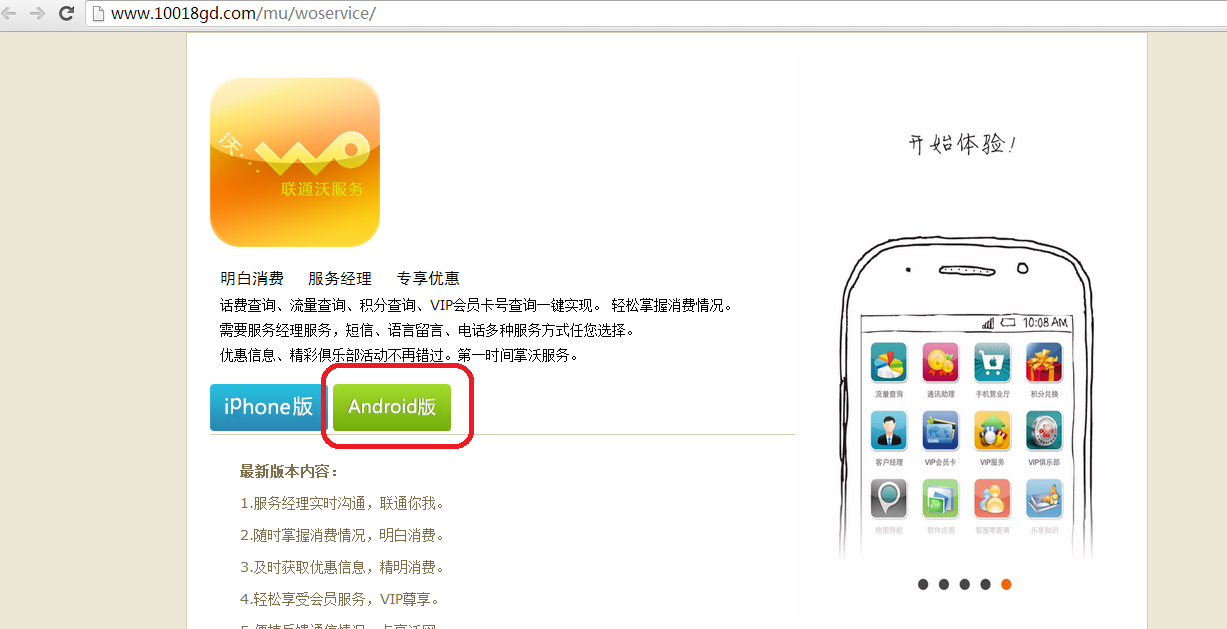 www.10018gd.com/mu/woservice/
沃...
WO
联通沃服务
开始体验!
明白消费 服务经理 专享优惠
话费查询、流量查询、积分查询、VIP会员卡号查询一键实现。 轻松掌握消费情况。
需要服务经理服务，短信、语言留言、电话多种服务方式任您选择。
优惠信息、精彩俱乐部活动不再错过。第一时间掌沃服务。
iPhone版 Android版
最新版本内容：
1.服务经理实时沟通，联通你我。
2.随时掌握消费情况，明白消费。
3.及时获取优惠信息，精明消费。
4.轻松享受会员服务，VIP尊享。
10:08 AM
流量查询 通讯助理 手机营业厅 积分兑换
客户经理 VIP会员卡 VIP服务 VIP俱乐部
地图导航 软件应用 客服零距离 乐享知识